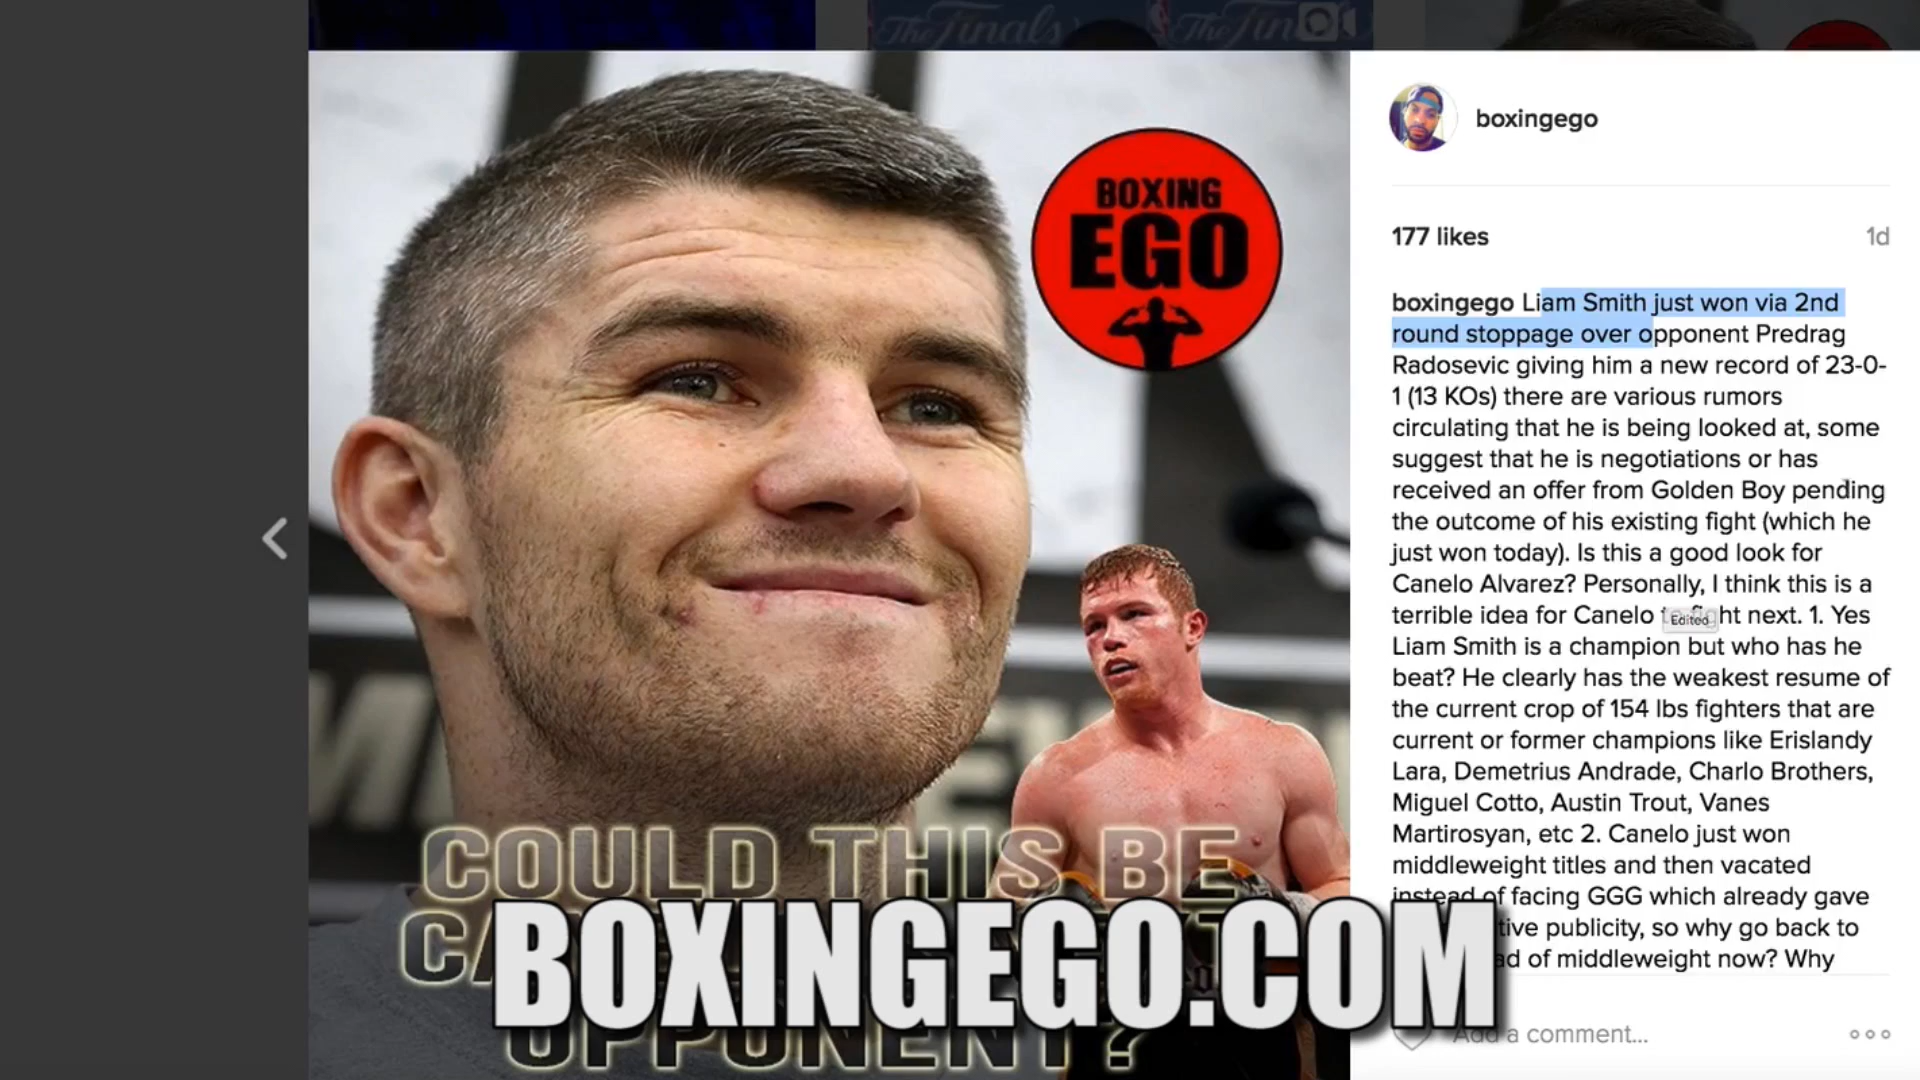 The Finals
The Fin
BOXING
EGO
COULD THIS BE
CA
OPPONENT?
BOXINGEGO.COM
boxingego
177 likes
1d
boxingego Liam Smith just won via 2nd
round stoppage over opponent Predrag
Radosevic giving him a new record of 23-0-
1 (13 KOs) there are various rumors
circulating that he is being looked at, some
suggest that he is negotiations or has
received an offer from Golden Boy pending
the outcome of his existing fight (which he
just won today). Is this a good look for
Canelo Alvarez? Personally, I think this is a
terrible idea for Canelo ht next. 1. Yes
Edited
Liam Smith is a champion but who has he
beat? He clearly has the weakest resume of
the current crop of 154 lbs fighters that are
current or former champions like Erislandy
Lara, Demetrius Andrade, Charlo Brothers,
Miguel Cotto, Austin Trout, Vanes
Martirosyan, etc 2. Canelo just won
middleweight titles and then vacated
instead of facing GGG which already gave
tive publicity, so why go back to
ad of middleweight now? Why
Add a comment...